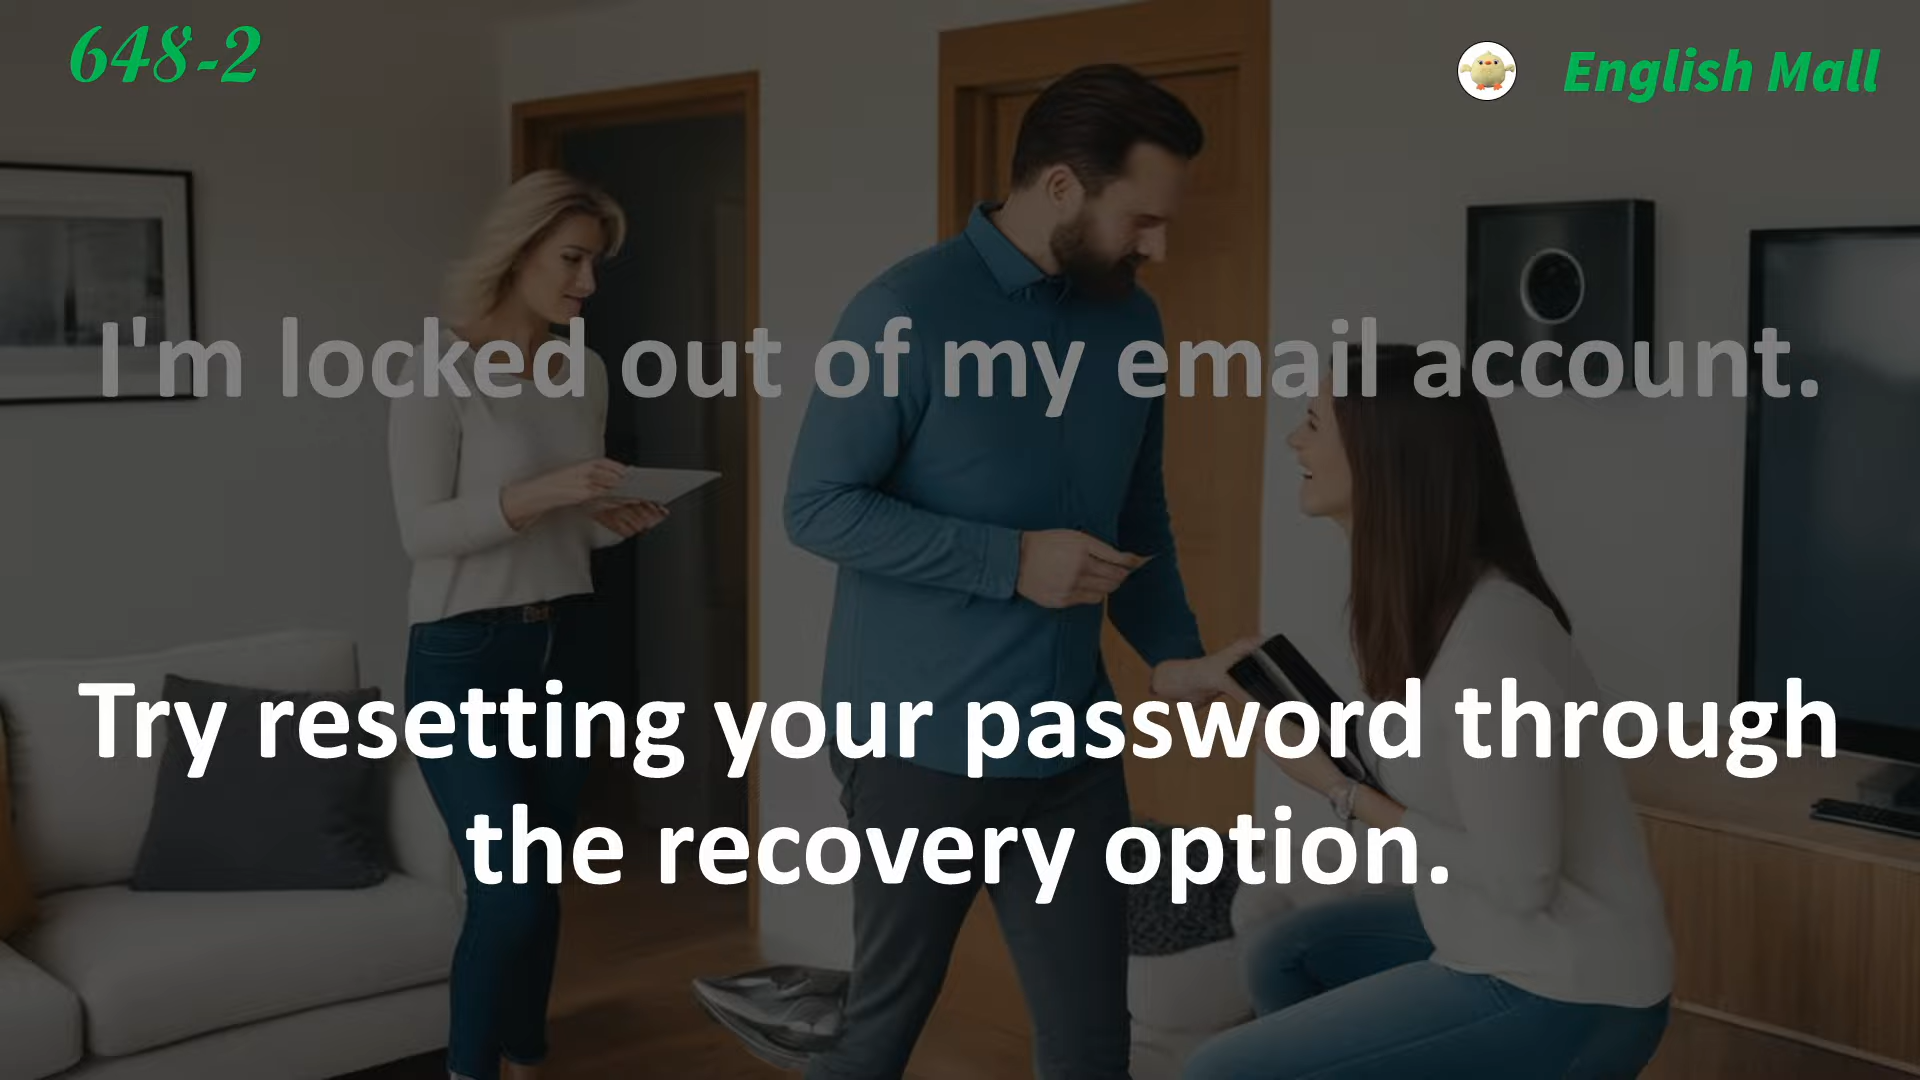 648-2
English Mall
I'm locked out of my email account.
Try resetting your password through
the recovery option.